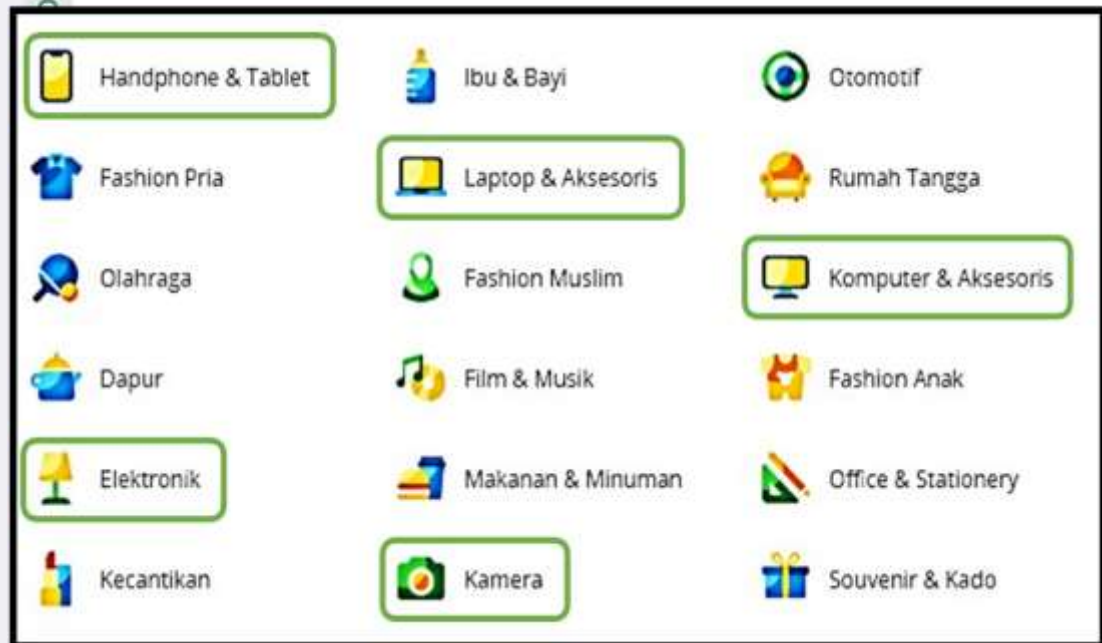 Handphone & Tablet
Ibu & Bayi
Otomotif
Fashion Pria
Laptop & Aksesoris
Rumah Tangga
Olahraga
Fashion Muslim
Komputer & Aksesoris
Dapur
Film & Musik
Fashion Anak
Elektronik
Makanan & Minuman
Office & Stationery
Kecantikan
Kamera
Souvenir & Kado